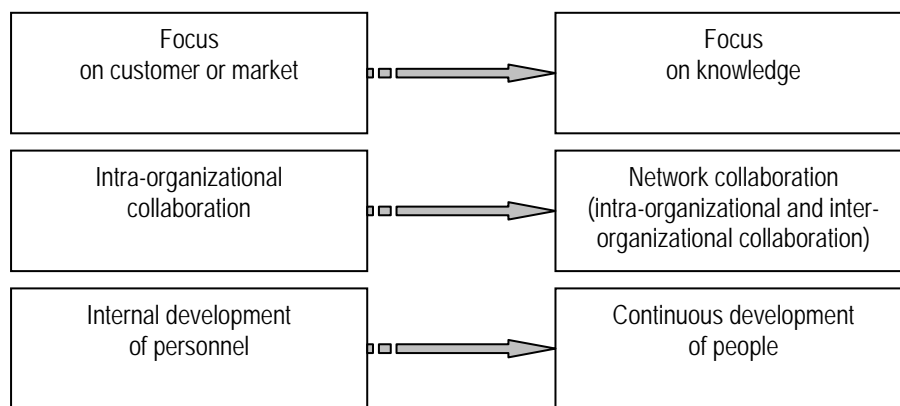 Focus
on customer or market
Focus
on knowledge
Intra-organizational
collaboration
Network collaboration
(intra-organizational and inter-
organizational collaboration)
Internal development
of personnel
Continuous development
of people